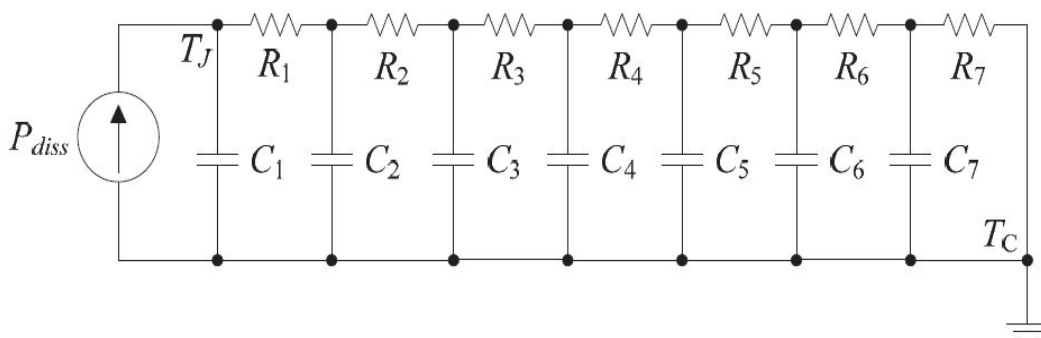 T_J
R_1 R_2 R_3 R_4 R_5 R_6 R_7
P_diss
C_1 C_2 C_3 C_4 C_5 C_6 C_7
T_C